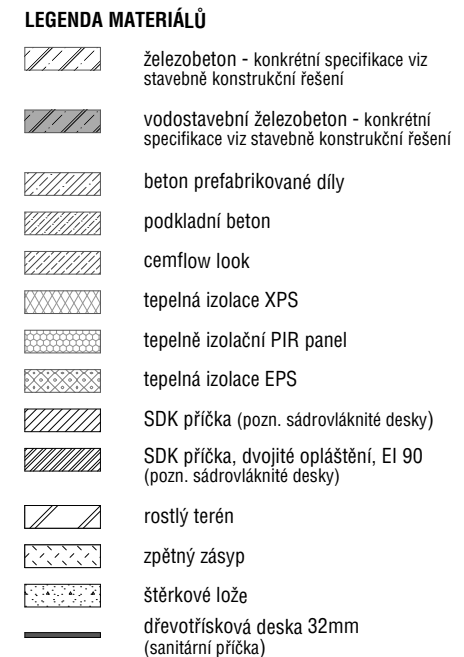 LEGENDA MATERIÁLŮ
železobeton - konkrétní specifikace viz
stavebně konstrukční řešení
vodostavební železobeton - konkrétní
specifikace viz stavebně konstrukční řešení
beton prefabrikované díly
podkladní beton
cemflow look
tepelná izolace XPS
tepelně izolační PIR panel
tepelná izolace EPS
SDK příčka (pozn. sádrovláknité desky)
SDK příčka, dvojité opláštění, EI 90
(pozn. sádrovláknité desky)
rostlý terén
zpětný zásyp
štěrkové lože
dřevotřísková deska 32mm
(sanitární příčka)